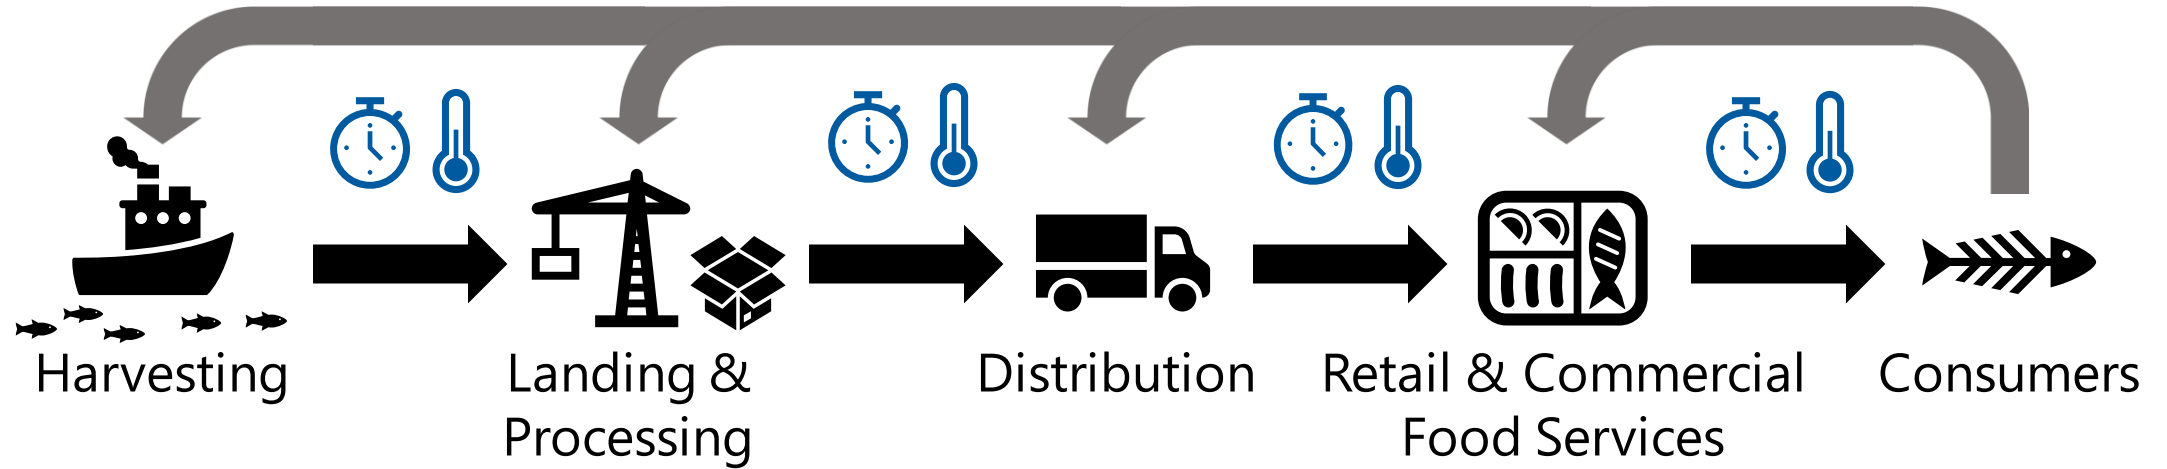 Harvesting
Landing &
Processing
Distribution
Retail & Commercial
Food Services
Consumers